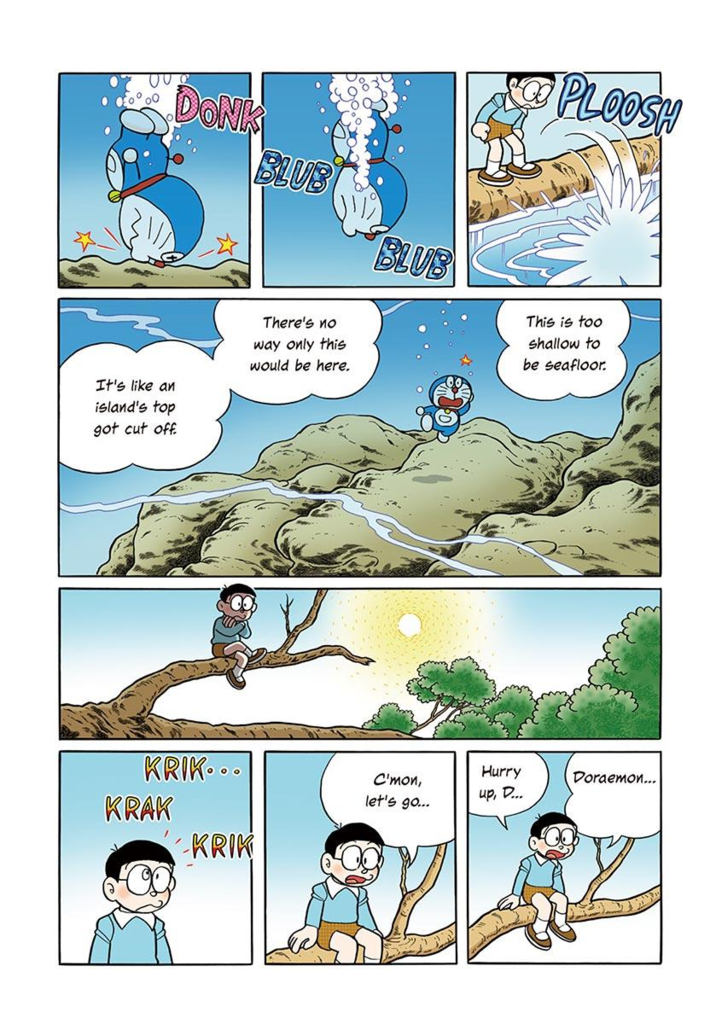 PLOOSH
BLUB
BLUB
DONK
This is too
shallow to
be seafloor.
There's no
way only this
would be here.
It's like an
island's top
got cut off.
Doraemon...
Hurry
up, D...
C'mon,
let's go...
KRIK
KRAK
KRIK...